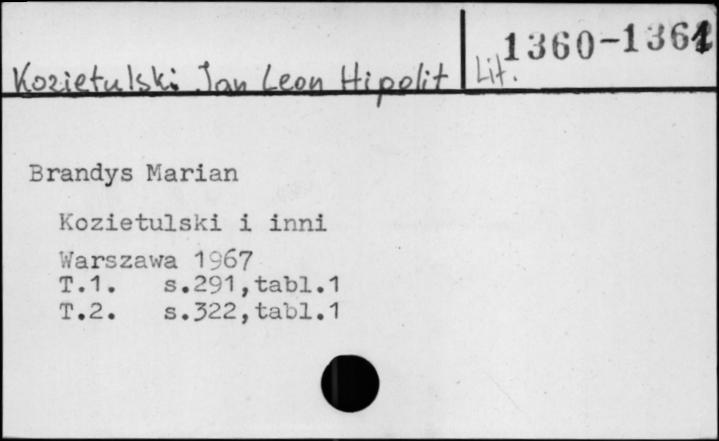 Kozietulski Jan Leon Hipolit
Lit. 1360-1361
Brandys Marian
Kozietulski i inni
Warszawa 1967
T.1. s.291,tabl.1
T.2. s.322,tabl.1